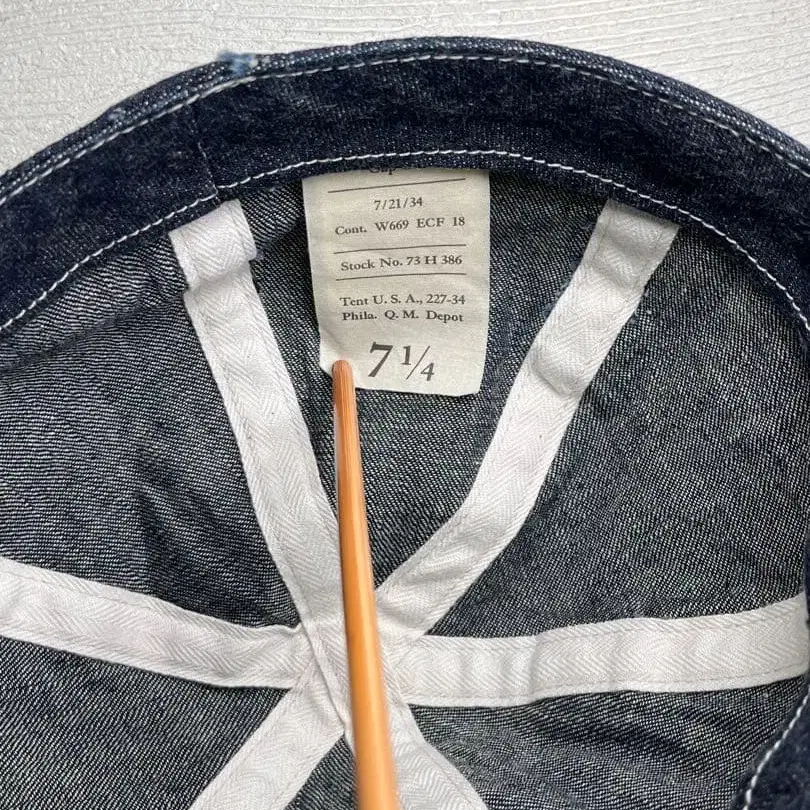 7/21/34
Cont. W669 ECF 18
Stock No. 73 H 386
Tent U. S. A., 227-34
Phila. Q. M. Depot
7 1/4